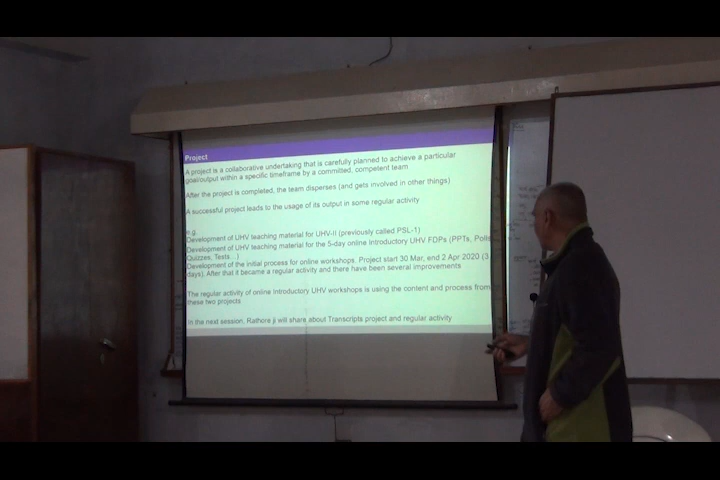 Project
A project is a collaborative undertaking that is carefully planned to achieve a particular
goal/output within a specific timeframe by a committed, competent team
After the project is completed, the team disperses (and gets involved in other things)
A successful project leads to the usage of its output in some regular activity
e.g.
Development of UHV teaching material for UHV-II (previously called PSL-1)
Development of UHV teaching material for the 5-day online Introductory UHV FDPs (PPTs, Polls
Quizzes, Tests...)
Development of the initial process for online workshops. Project start 30 Mar, end 2 Apr 2020 (3
days). After that it became a regular activity and there have been several improvements
The regular activity of online introductory UHV workshops is using the content and process from
these two projects
In the next session, Rathore ji will share about Transcripts project and regular activity